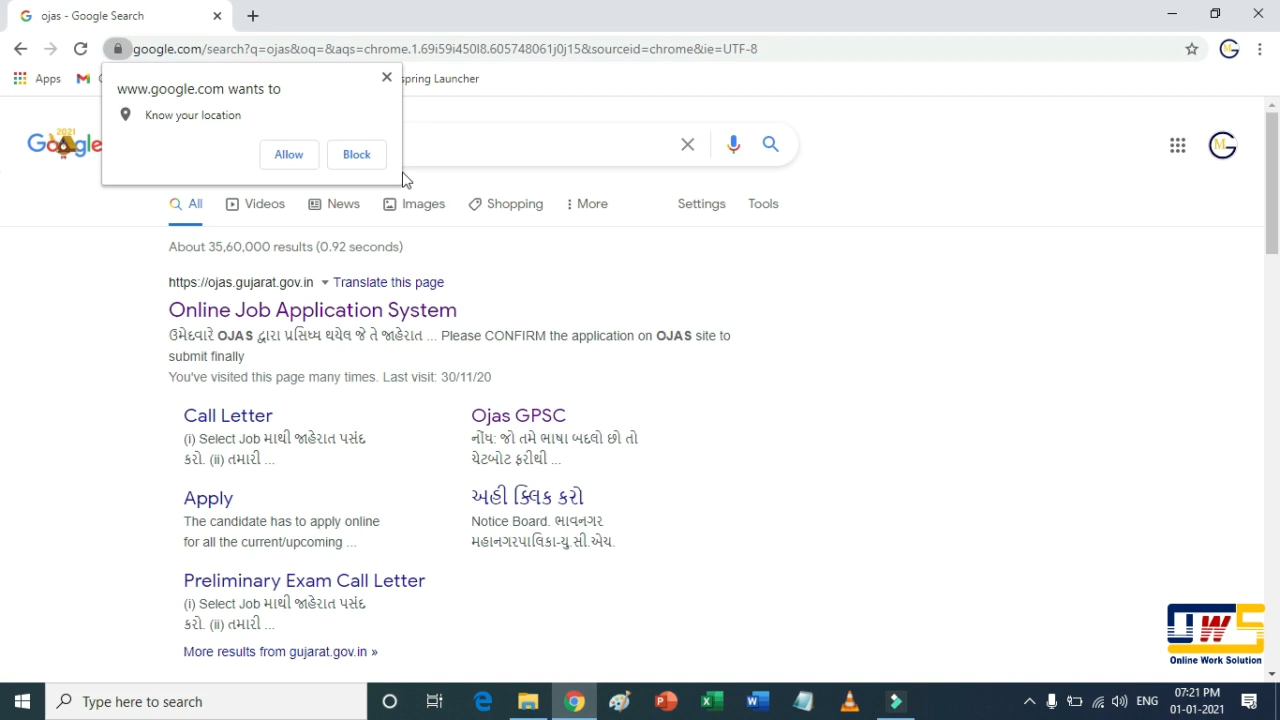 ojas - Google Search
google.com/search?q=ojas&oq=&aqs=chrome.1.69i59i450l8.605748061j0j15&sourceid=chrome&ie=UTF-8
Apps
spring Launcher
www.google.com wants to
Know your location
Allow
Block
2021
Google
All
Videos
News
Images
Shopping
More
Settings
Tools
About 35,60,000 results (0.92 seconds)
https://ojas.gujarat.gov.in
Translate this page
Online Job Application System
ઉમેદવારે OJAS દ્વારા પ્રસિધ્ધ થયેલ જે તે જાહેરાત ... Please CONFIRM the application on OJAS site to
submit finally
You've visited this page many times. Last visit: 30/11/20
Call Letter
(i) Select Job માથી જાહેરાત પસંદ
કરો. (ii) તમારી ...
Ojas GPSC
નોંધ: જો તમે ભાષા બદલો છો તો
ચેટબોટ ફરીથી ...
Apply
The candidate has to apply online
for all the current/upcoming ...
અહી ક્લિક કરો
Notice Board. ભાવનગર
મહાનગરપાલિકા-યુ.સી.એચ.
Preliminary Exam Call Letter
(i) Select Job માથી જાહેરાત પસંદ
કરો. (ii) તમારી ...
More results from gujarat.gov.in »
OWS
Online Work Solution
Type here to search
ENG
07:21 PM
01-01-2021